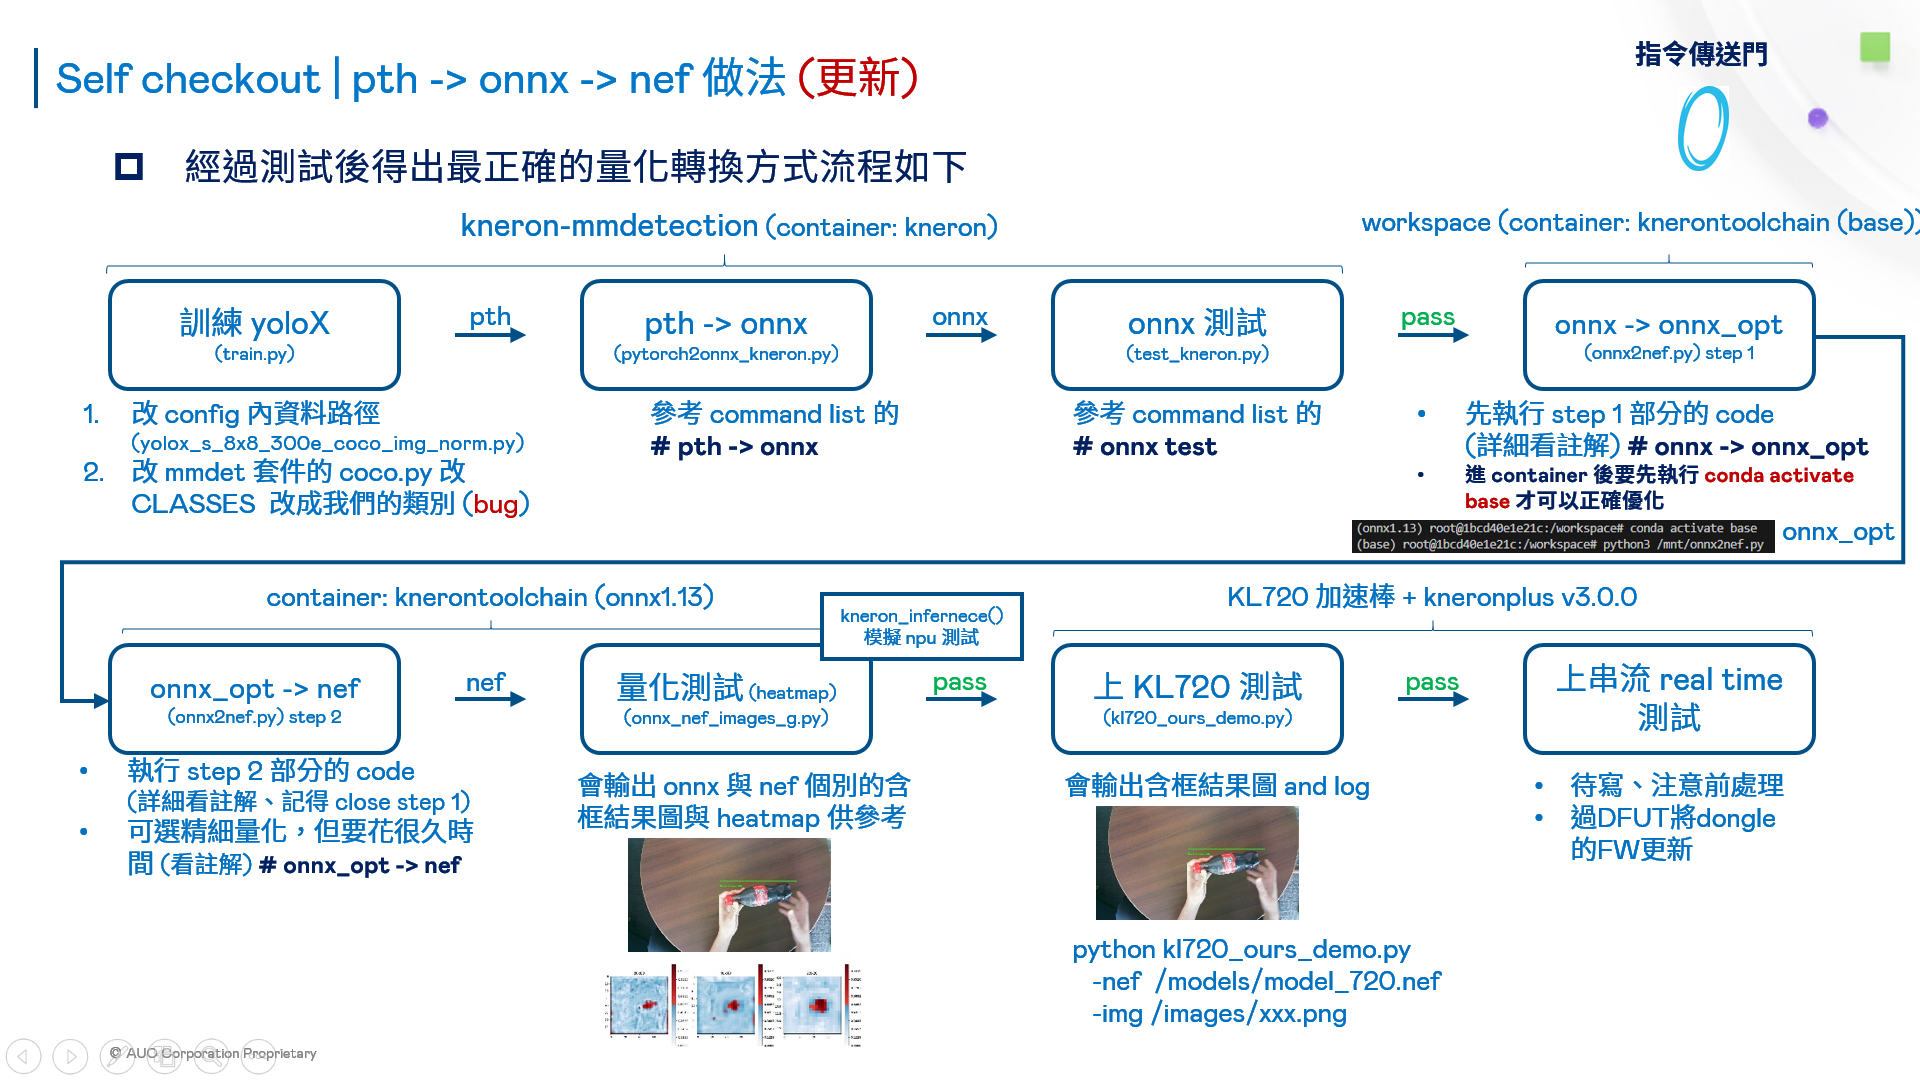 Self checkout | pth -> onnx -> nef 做法 (更新)
指令傳送門
經過測試後得出最正確的量化轉換方式流程如下
kneron-mmdetection (container: kneron)
workspace (container: knerontoolchain (base))
訓練 yoloX
(train.py)
pth
pth -> onnx
(pytorch2onnx_kneron.py)
onnx
onnx 測試
(test_kneron.py)
pass
onnx -> onnx_opt
(onnx2nef.py) step 1
1. 改 config 內資料路徑
(yolox_s_8x8_300e_coco_img_norm.py)
2. 改 mmdet 套件的 coco.py 改
CLASSES 改成我們的類別 (bug)
參考 command list 的
# pth -> onnx
參考 command list 的
# onnx test
• 先執行 step 1 部分的 code
(詳細看註解) # onnx -> onnx_opt
• 進 container 後要先執行 conda activate
base 才可以正確優化
(onnx1.13) root@1bcd40e1e21c:/workspace# conda activate base
(base) root@1bcd40e1e21c:/workspace# python3 /mnt/onnx2nef.py
onnx_opt
container: knerontoolchain (onnx1.13)
kneron_infernece()
模擬 npu 測試
KL720 加速棒 + kneronplus v3.0.0
onnx_opt -> nef
(onnx2nef.py) step 2
nef
量化測試 (heatmap)
(onnx_nef_images_g.py)
pass
上 KL720 測試
(kl720_ours_demo.py)
pass
上串流 real time
測試
• 執行 step 2 部分的 code
(詳細看註解、記得 close step 1)
• 可選精細量化，但要花很久時
間 (看註解) # onnx_opt -> nef
會輸出 onnx 與 nef 個別的含
框結果圖與 heatmap 供參考
會輸出含框結果圖 and log
python kl720_ours_demo.py
-nef /models/model_720.nef
-img /images/xxx.png
• 待寫、注意前處理
• 過DFUT將dongle
的FW更新
© AUO Corporation Proprietary